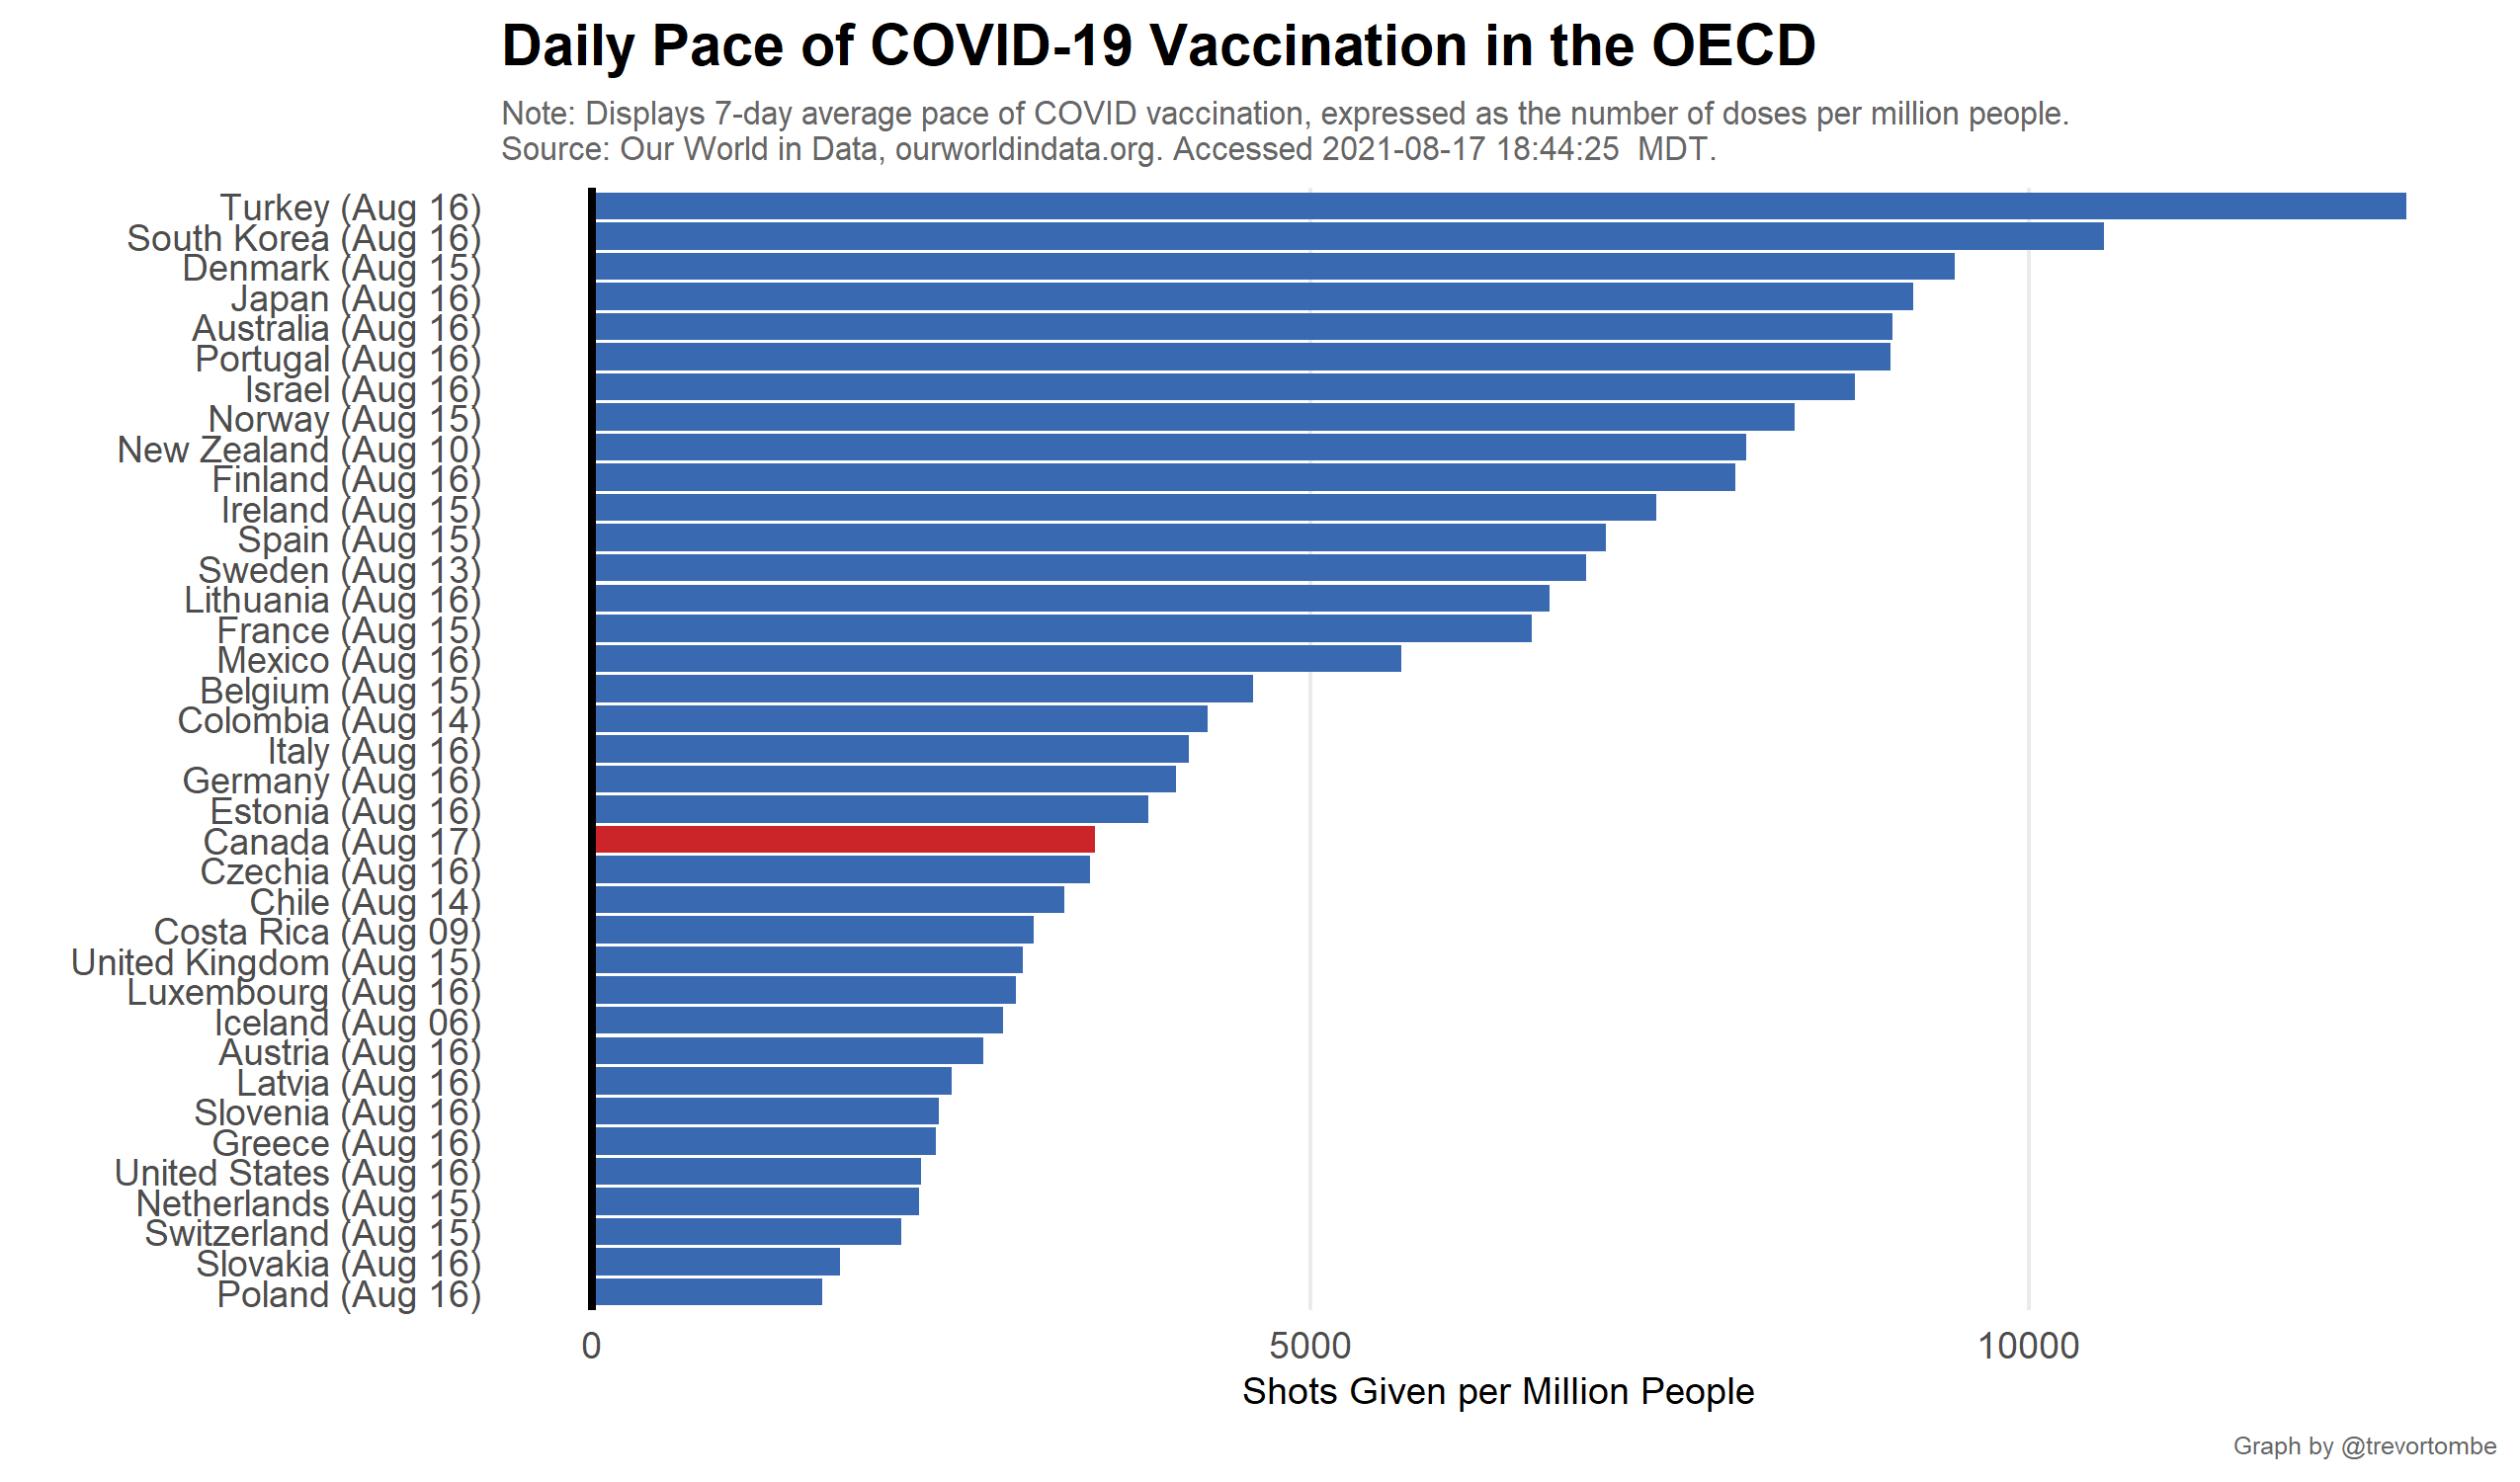 Daily Pace of COVID-19 Vaccination in the OECD
Note: Displays 7-day average pace of COVID vaccination, expressed as the number of doses per million people.
Source: Our World in Data, ourworldindata.org. Accessed 2021-08-17 18:44:25  MDT.
Turkey (Aug 16)
South Korea (Aug 16)
Denmark (Aug 15)
Japan (Aug 16)
Australia (Aug 16)
Portugal (Aug 16)
Israel (Aug 16)
Norway (Aug 15)
New Zealand (Aug 10)
Finland (Aug 16)
Ireland (Aug 15)
Spain (Aug 15)
Sweden (Aug 13)
Lithuania (Aug 16)
France (Aug 15)
Mexico (Aug 16)
Belgium (Aug 15)
Colombia (Aug 14)
Italy (Aug 16)
Germany (Aug 16)
Estonia (Aug 16)
Canada (Aug 17)
Czechia (Aug 16)
Chile (Aug 14)
Costa Rica (Aug 09)
United Kingdom (Aug 15)
Luxembourg (Aug 16)
Iceland (Aug 06)
Austria (Aug 16)
Latvia (Aug 16)
Slovenia (Aug 16)
Greece (Aug 16)
United States (Aug 16)
Netherlands (Aug 15)
Switzerland (Aug 15)
Slovakia (Aug 16)
Poland (Aug 16)
0 5000 10000
Shots Given per Million People
Graph by @trevortombe